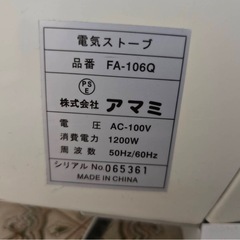 電気ストーブ
品番 FA-106Q
PSE
株式会社 アマミ
電圧 AC-100V
消費電力 1200W
周波数 50Hz/60Hz
シリアルNo.065361
MADE IN CHINA